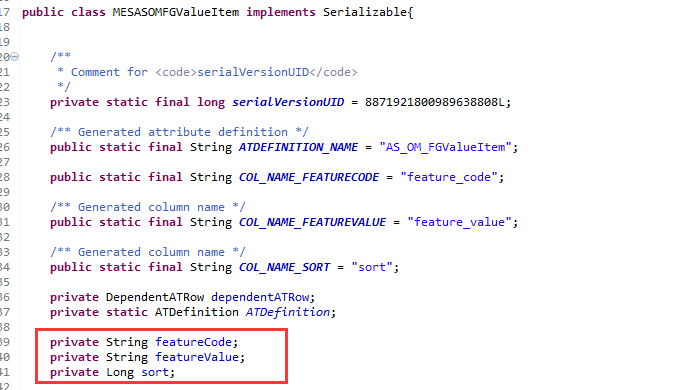 17 public class MESASOMFGValueItem implements Serializable{
18
19
20 /**
21 * Comment for <code>serialVersionUID</code>
22 */
23 private static final long serialVersionUID = 8871921800989638808L;
24
25 /** Generated attribute definition */
26 public static final String ATDEFINITION_NAME = "AS_OM_FGValueItem";
27
28 public static final String COL_NAME_FEATURECODE = "feature_code";
29
30 /** Generated column name */
31 public static final String COL_NAME_FEATUREVALUE = "feature_value";
32
33 /** Generated column name */
34 public static final String COL_NAME_SORT = "sort";
35
36 private DependentATRow dependentATRow;
37 private static ATDefinition ATDefinition;
38
39 private String featureCode;
40 private String featureValue;
41 private Long sort;
42